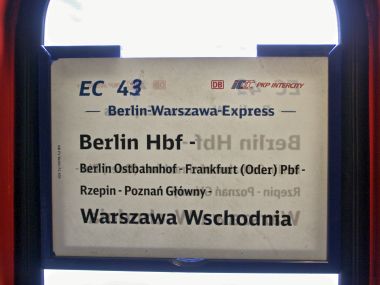 EC 43 DB PKP INTERCITY
Berlin-Warszawa-Express
Berlin Hbf -
Berlin Ostbahnhof - Frankfurt (Oder) Pbf -
Rzepin - Poznań Główny -
Warszawa Wschodnia